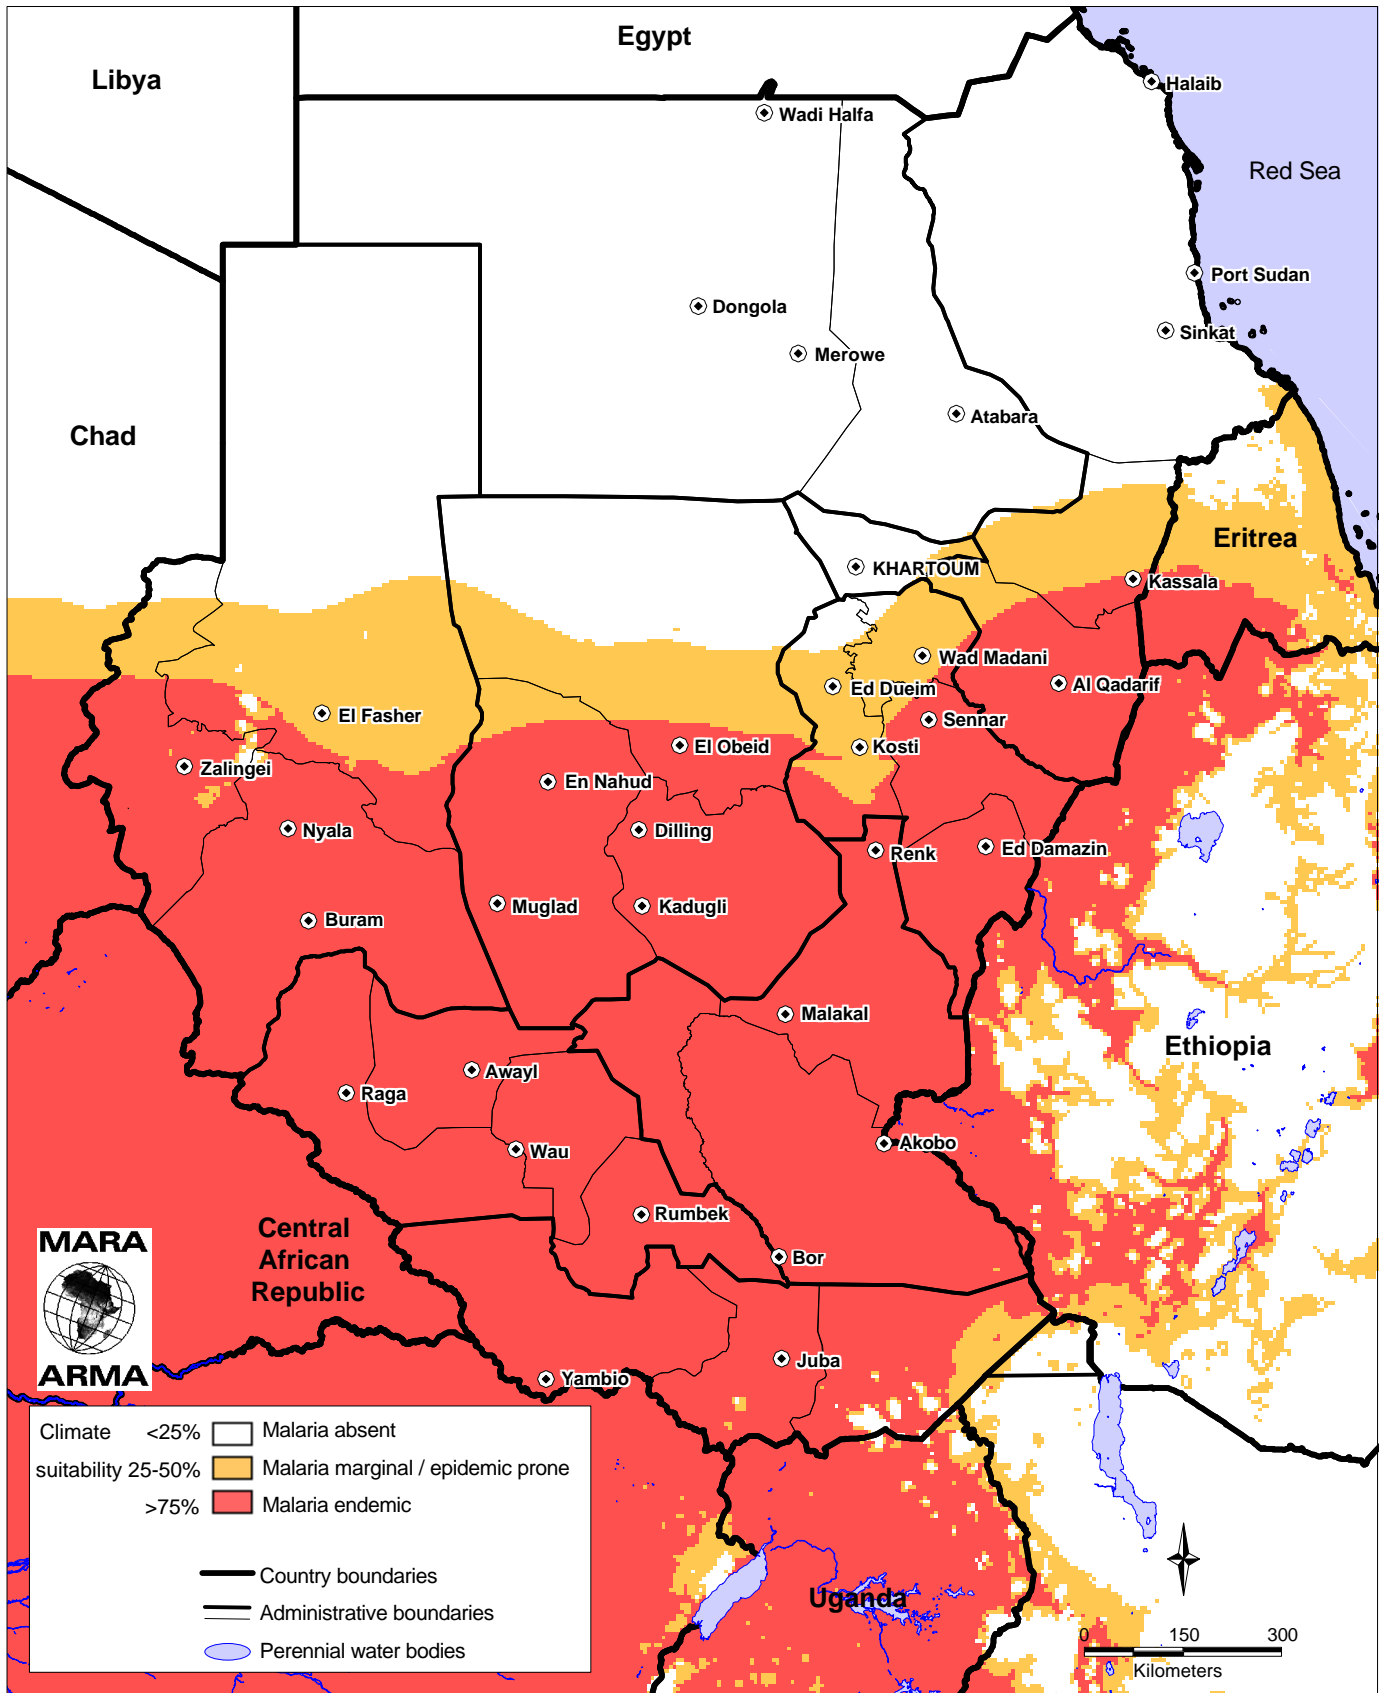 Egypt
Libya
Halaib
Wadi Halfa
Red Sea
Port Sudan
Dongola
Sinkat
Merowe
Atabara
Chad
Eritrea
KHARTOUM
Kassala
Wad Madani
Ed Dueim
Al Qadarif
El Fasher
Sennar
El Obeid
Kosti
Zalingei
En Nahud
Nyala
Dilling
Renk
Ed Damazin
Muglad
Kadugli
Buram
Malakal
Ethiopia
Awayl
Raga
Akobo
Wau
Rumbek
Central
African
Republic
Bor
MARA
ARMA
Juba
Yambio
Climate <25% Malaria absent
suitability 25-50% Malaria marginal / epidemic prone
>75% Malaria endemic
Country boundaries
Administrative boundaries
Perennial water bodies
Uganda
0 150 300
Kilometers